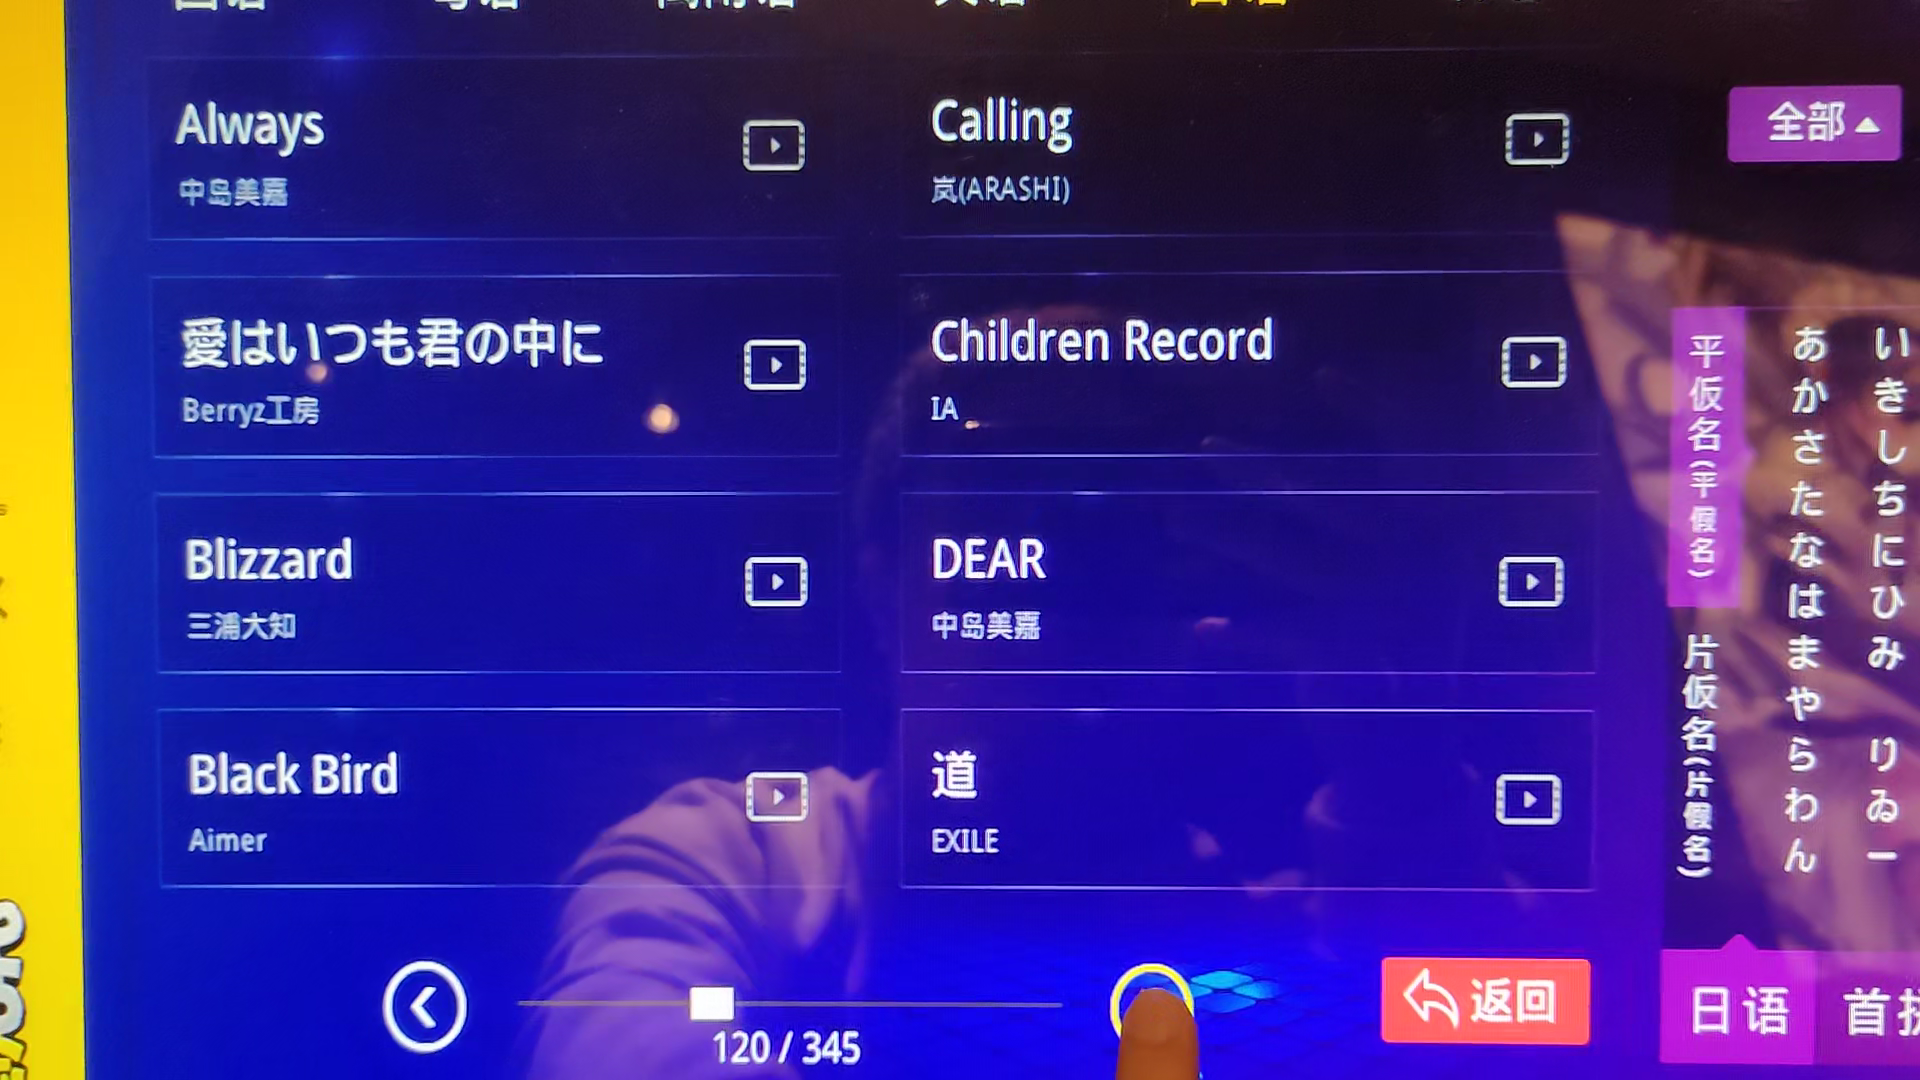 日语
Always
中岛美嘉
Calling
岚(ARASHI)
全部
愛はいつも君の中に
Berryz工房
Children Record
IA
Blizzard
三浦大知
DEAR
中岛美嘉
Black Bird
Aimer
道
EXILE
平仮名(平假名)
片仮名(片假名)
あかさたなはまやらわん
いきしちにひみ りゐー
120 / 345
返回
日语
首拼